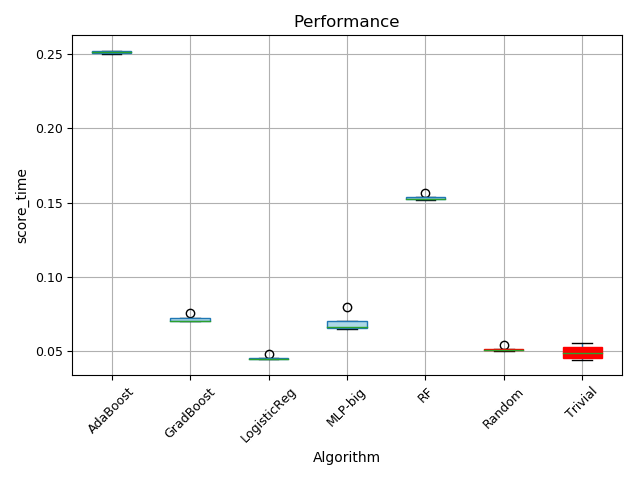 Performance
score_time
0.25
0.20
0.15
0.10
0.05
AdaBoost
GradBoost
LogisticReg
MLP-big
RF
Random
Trivial
Algorithm